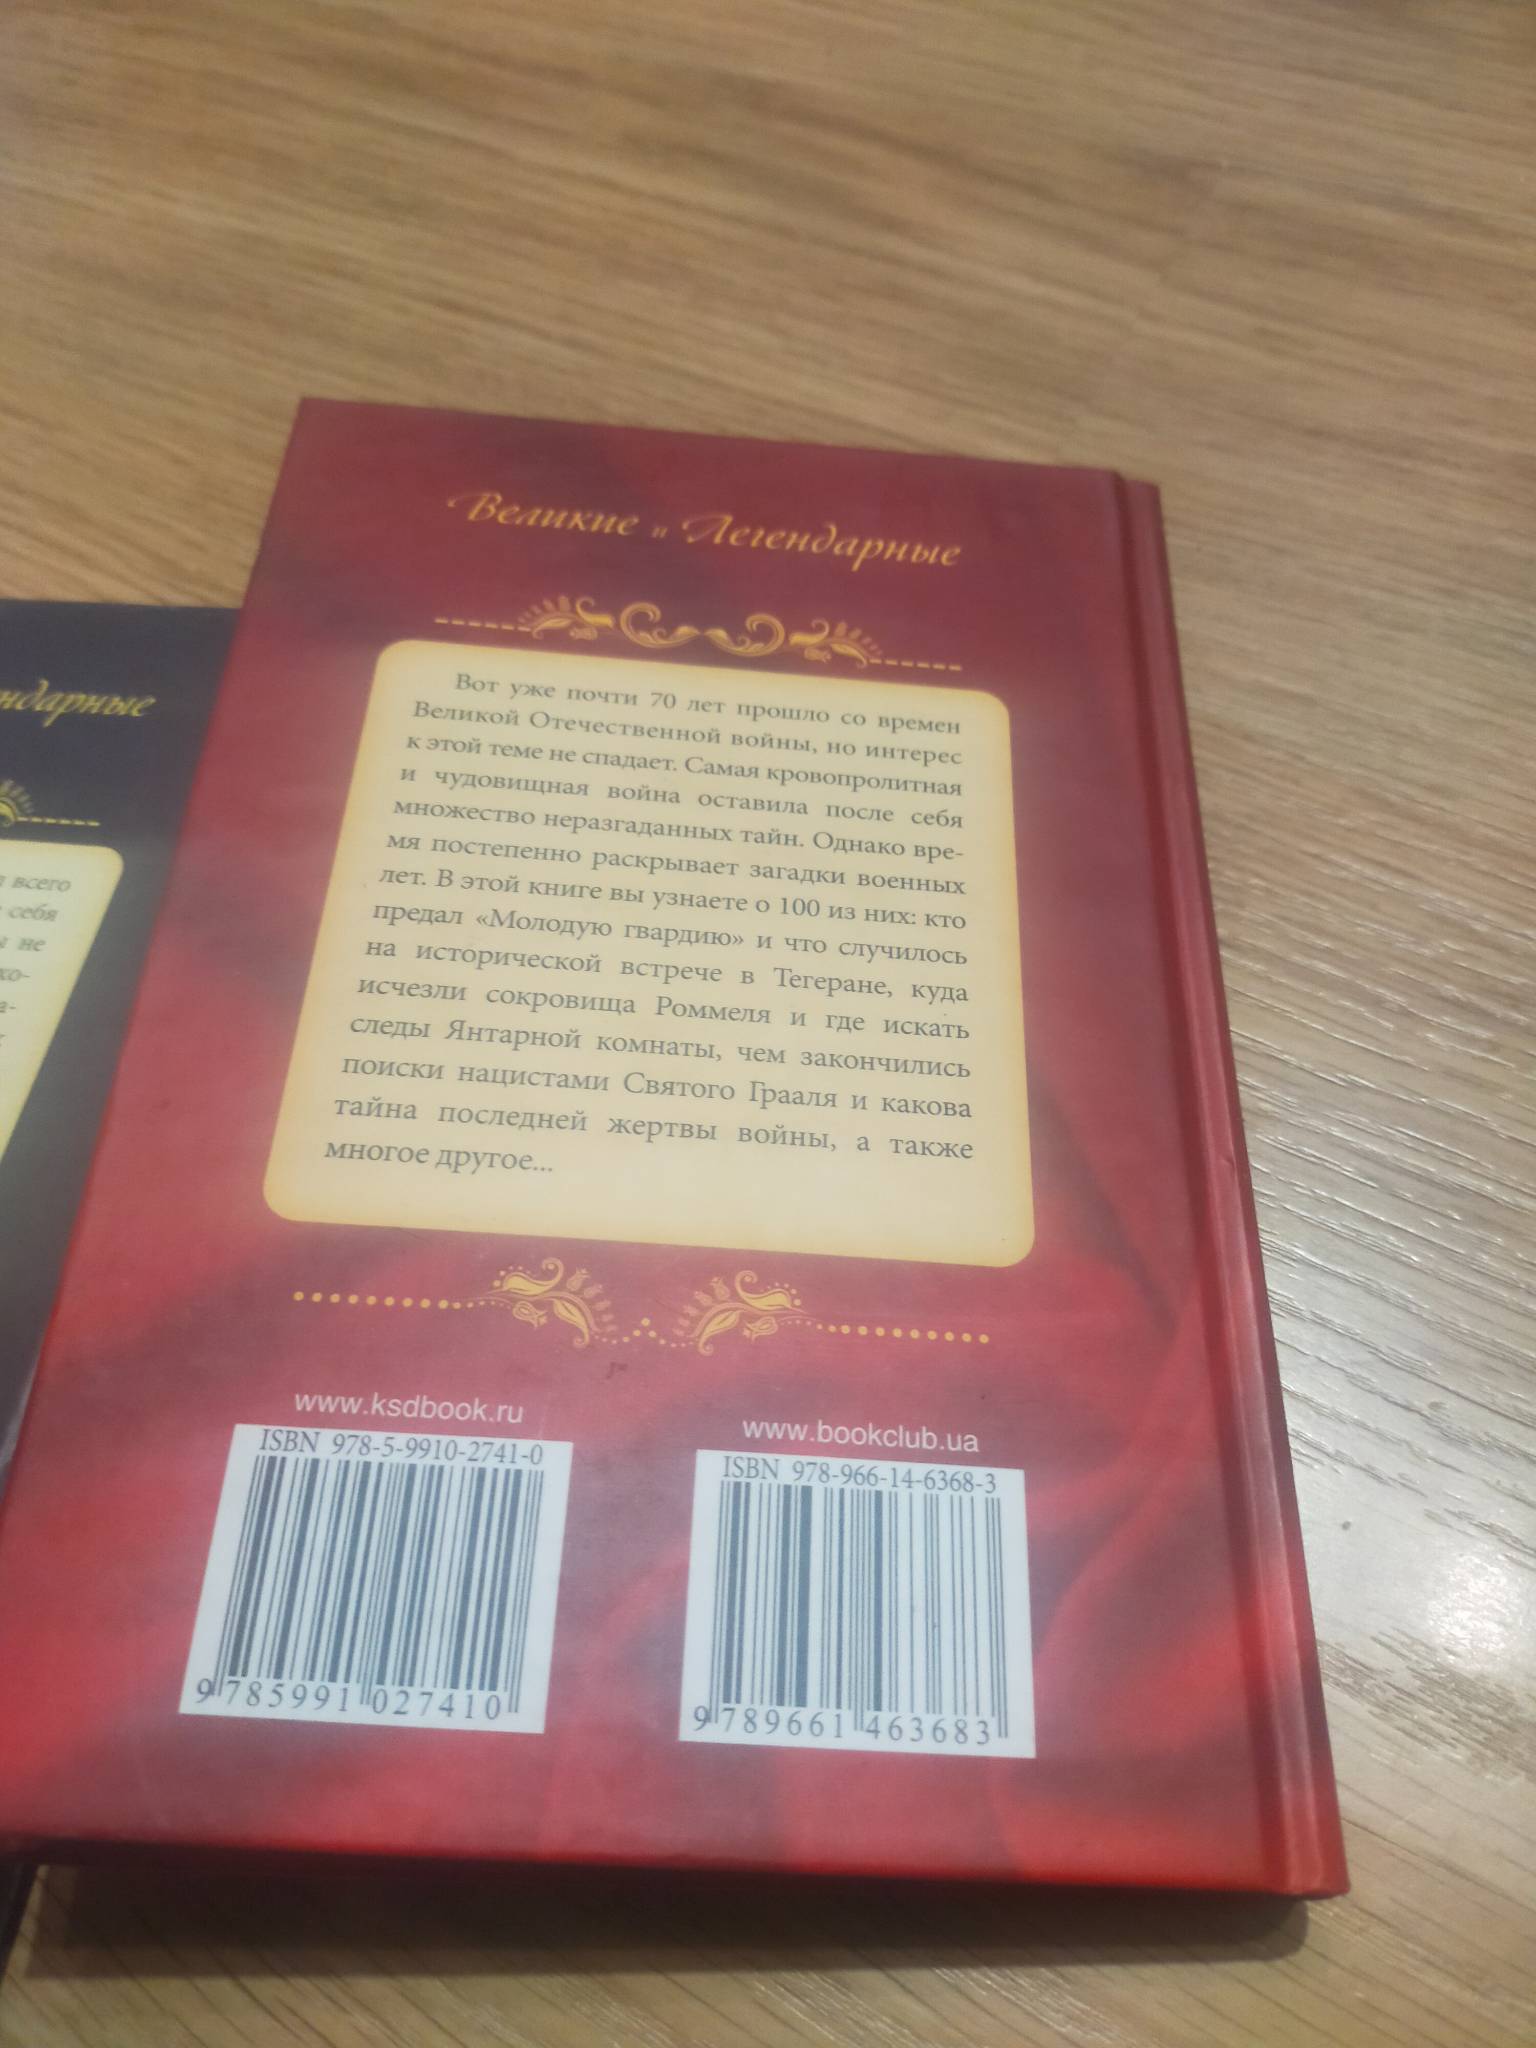 Великие и Легендарные
Вот уже почти 70 лет прошло со времен
Великой Отечественной войны, но интерес
к этой теме не спадает. Самая кровопролитная
и чудовищная война оставила после себя
множество неразгаданных тайн. Однако вре-
мя постепенно раскрывает загадки военных
лет. В этой книге вы узнаете о 100 из них: кто
предал «Молодую гвардию» и что случилось
на исторической встрече в Тегеране, куда
исчезли сокровища Роммеля и где искать
следы Янтарной комнаты, чем закончились
поиски нацистами Святого Грааля и какова
тайна последней жертвы войны, а также
многое другое...
www.ksdbook.ru
ISBN 978-5-9910-2741-0
9 785991 027410
www.bookclub.ua
ISBN 978-966-14-6368-3
9 789661 463683
ндарные
всего
себя
не
ко-
а-